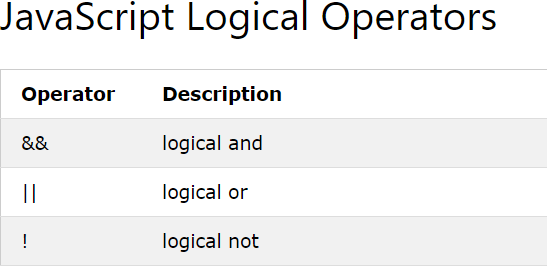 JavaScript Logical Operators
Operator Description
&& logical and
|| logical or
! logical not